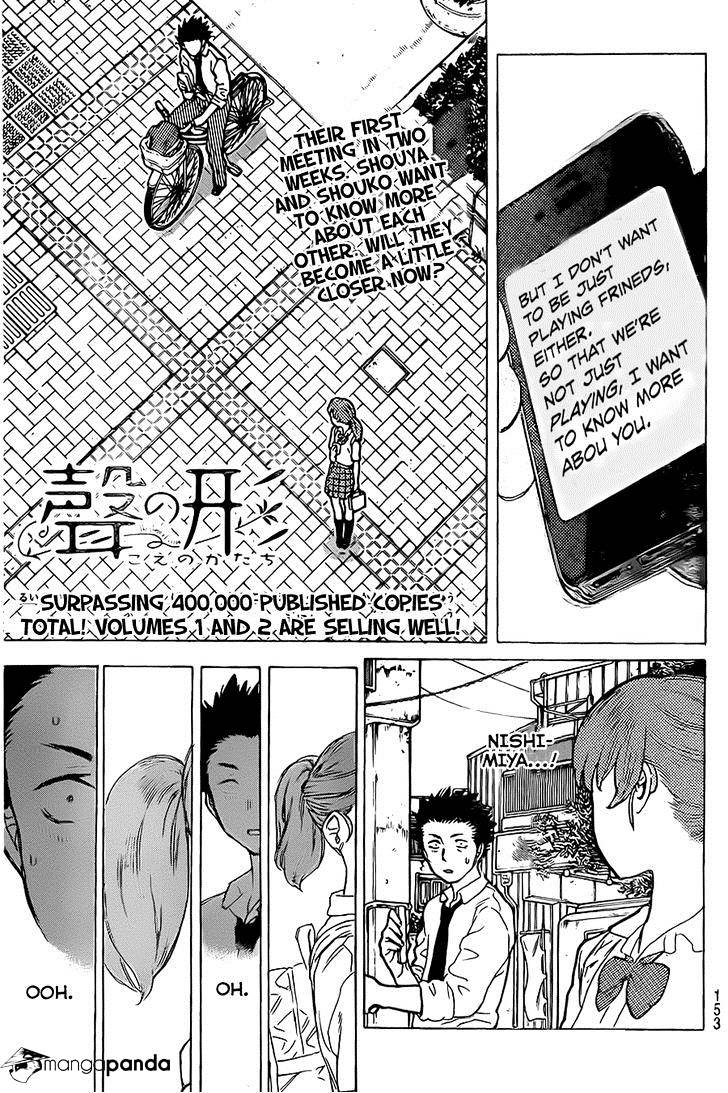 BUT I DON'T WANT
TO BE JUST
PLAYING FRINEDS,
EITHER.
SO THAT WE'RE
NOT JUST
PLAYING, I WANT
TO KNOW MORE
ABOU YOU.
THEIR FIRST
MEETING IN TWO
WEEKS. SHOUYA
AND SHOUKO WANT
TO KNOW MORE
ABOUT EACH
OTHER. WILL THEY
BECOME A LITTLE
CLOSER NOW?
聲の形
こえのかたち
SURPASSING 400,000 PUBLISHED COPIES
TOTAL! VOLUMES 1 AND 2 ARE SELLING WELL!
NISHI-
MIYA...!
OH.
OOH.
153
mangapanda